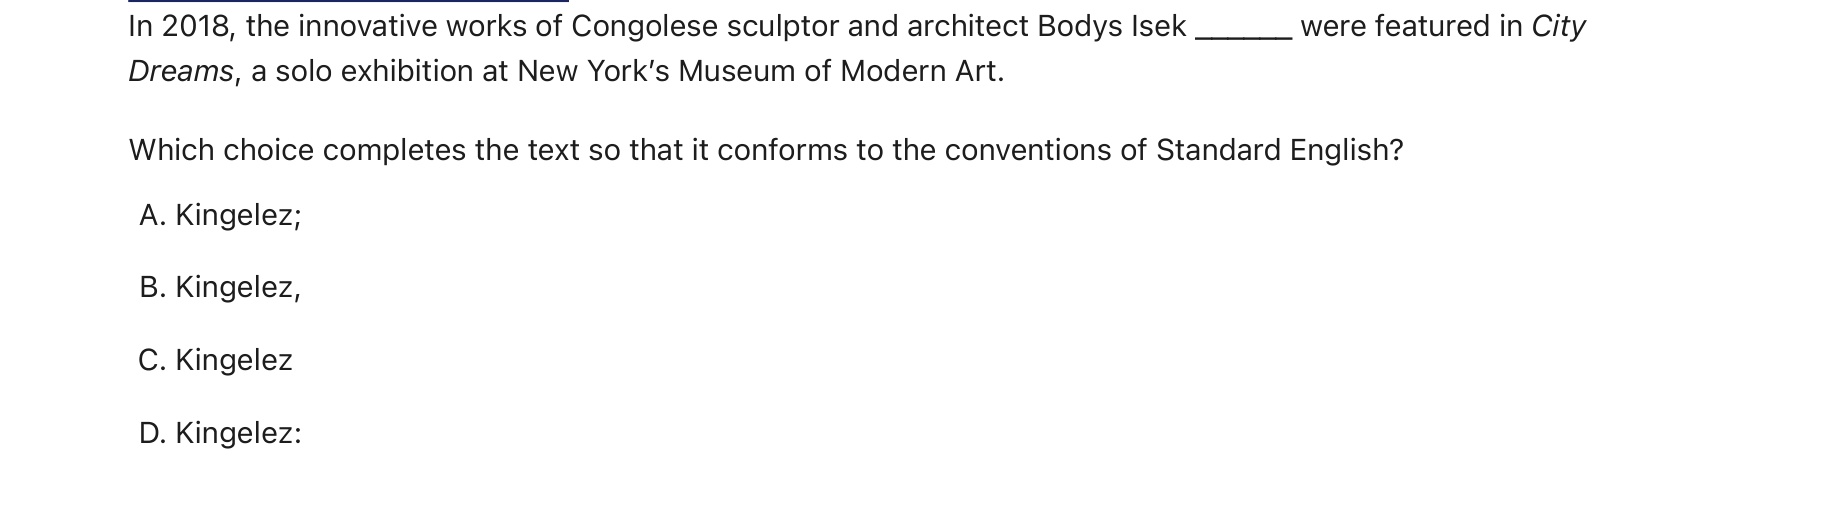 In 2018, the innovative works of Congolese sculptor and architect Bodys Isek ______ were featured in City
Dreams, a solo exhibition at New York’s Museum of Modern Art.
Which choice completes the text so that it conforms to the conventions of Standard English?
A. Kingelez;
B. Kingelez,
C. Kingelez
D. Kingelez: